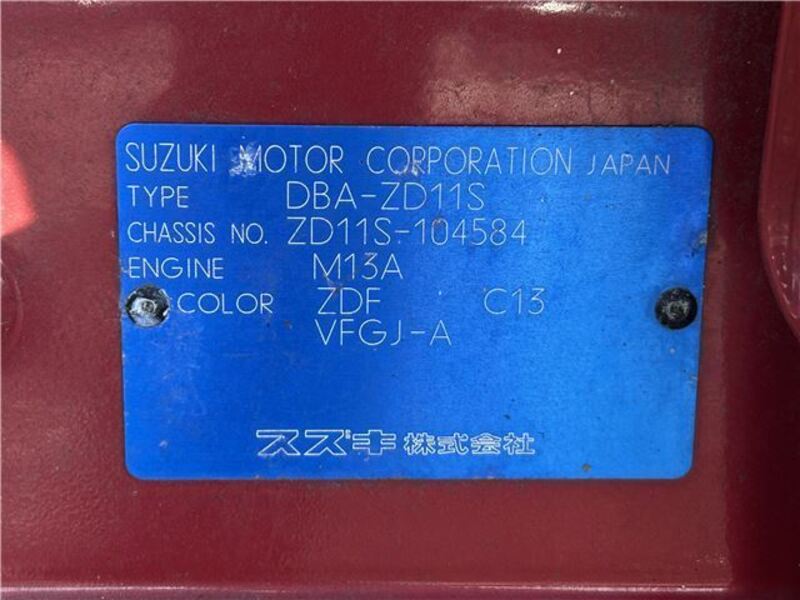 SUZUKI MOTOR CORPORATION JAPAN
TYPE DBA-ZD11S
CHASSIS NO. ZD11S-104584
ENGINE M13A
COLOR ZDF C13
VFGJ-A
スズキ株式会社